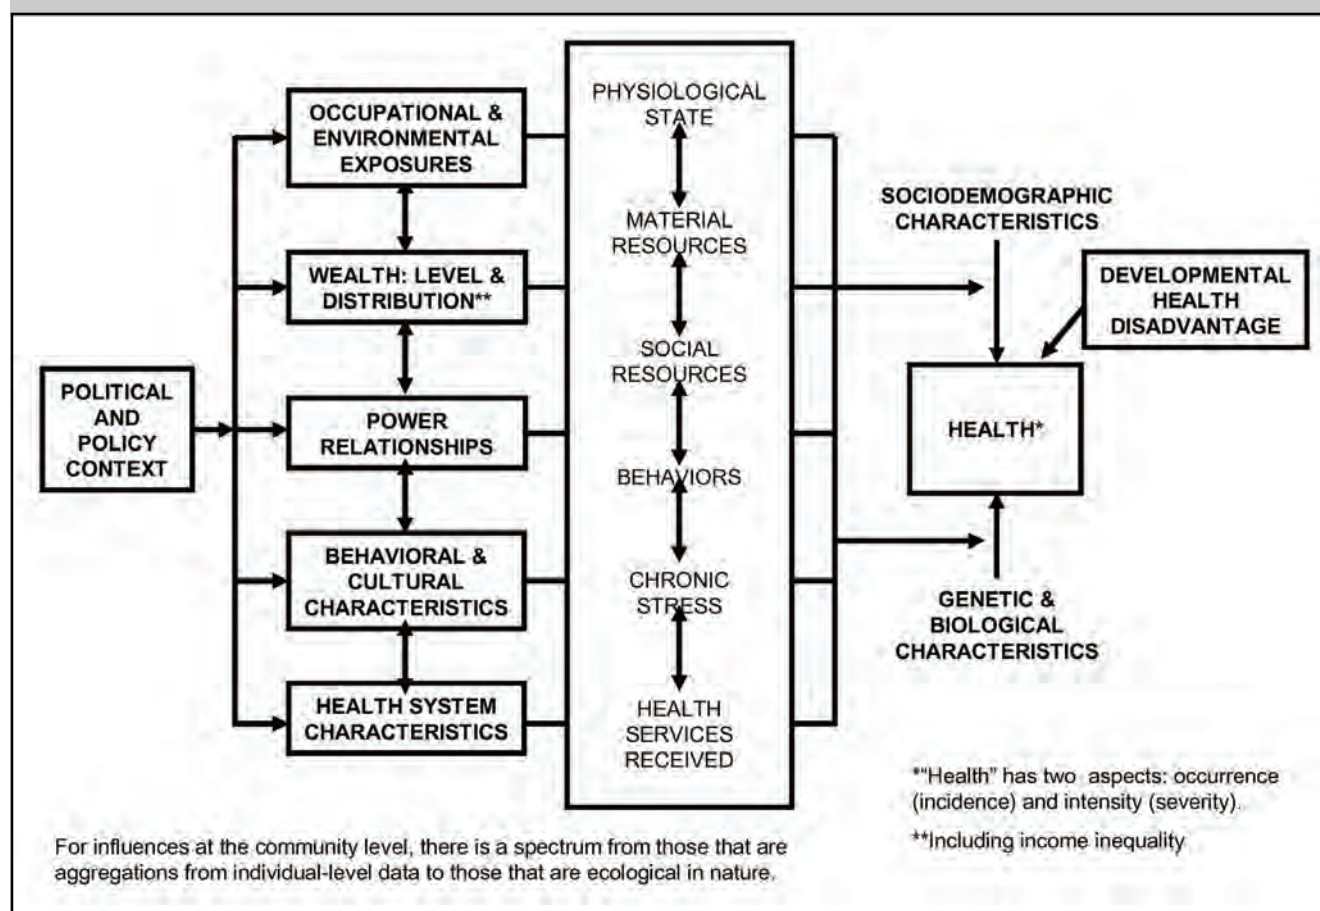 POLITICAL
AND
POLICY
CONTEXT
OCCUPATIONAL &
ENVIRONMENTAL
EXPOSURES
WEALTH: LEVEL &
DISTRIBUTION**
POWER
RELATIONSHIPS
BEHAVIORAL &
CULTURAL
CHARACTERISTICS
HEALTH SYSTEM
CHARACTERISTICS
PHYSIOLOGICAL
STATE
MATERIAL
RESOURCES
SOCIAL
RESOURCES
BEHAVIORS
CHRONIC
STRESS
HEALTH
SERVICES
RECEIVED
SOCIODEMOGRAPHIC
CHARACTERISTICS
DEVELOPMENTAL
HEALTH
DISADVANTAGE
HEALTH*
GENETIC &
BIOLOGICAL
CHARACTERISTICS
*"Health" has two aspects: occurrence
(incidence) and intensity (severity).
**Including income inequality
For influences at the community level, there is a spectrum from those that are
aggregations from individual-level data to those that are ecological in nature.